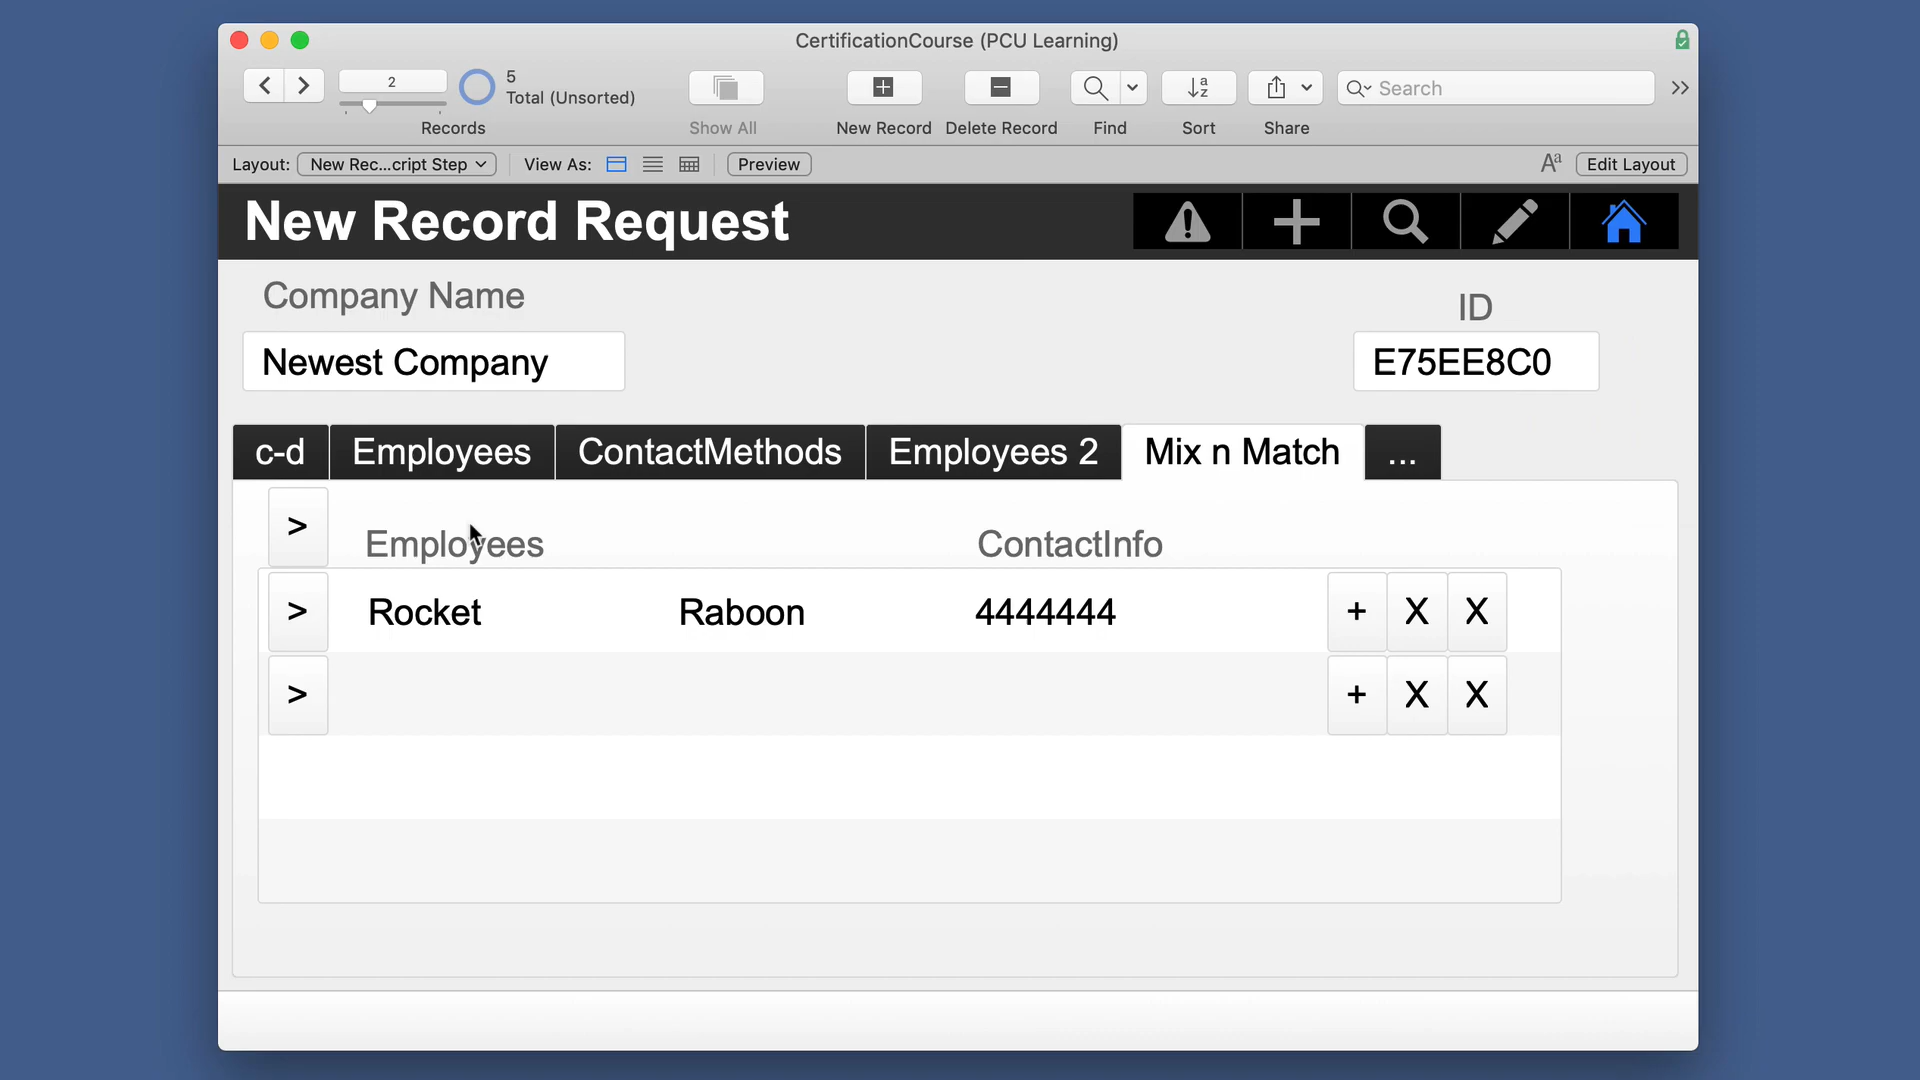 CertificationCourse (PCU Learning)
2
5
Total (Unsorted)
Search
Records
Show All
New Record
Delete Record
Find
Sort
Share
Layout: New Rec...cript Step View As: Preview Aa Edit Layout
New Record Request
Company Name
ID
Newest Company
E75EE8C0
c-d Employees ContactMethods Employees 2 Mix n Match ...
>
Employees ContactInfo
> Rocket Raboon 4444444 + X X
> + X X